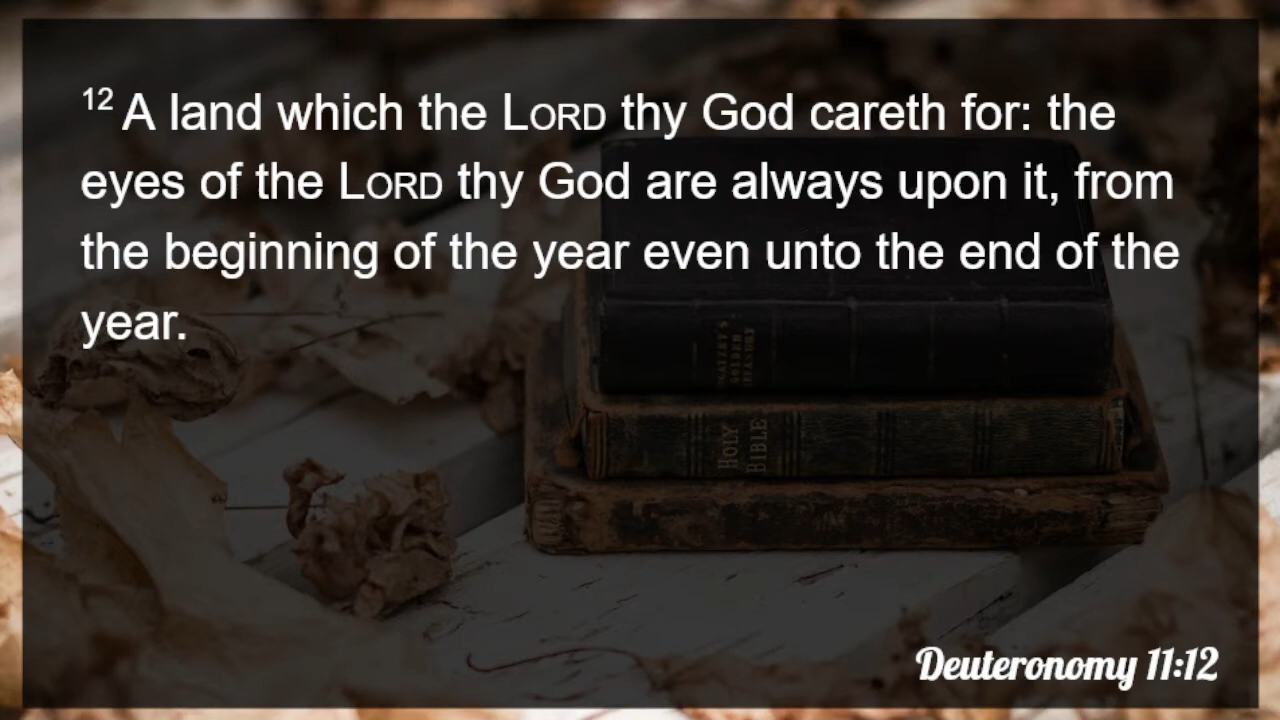 12 A land which the LORD thy God careth for: the
eyes of the LORD thy God are always upon it, from
the beginning of the year even unto the end of the
year.
HOLY
BIBLE
Deuteronomy 11:12